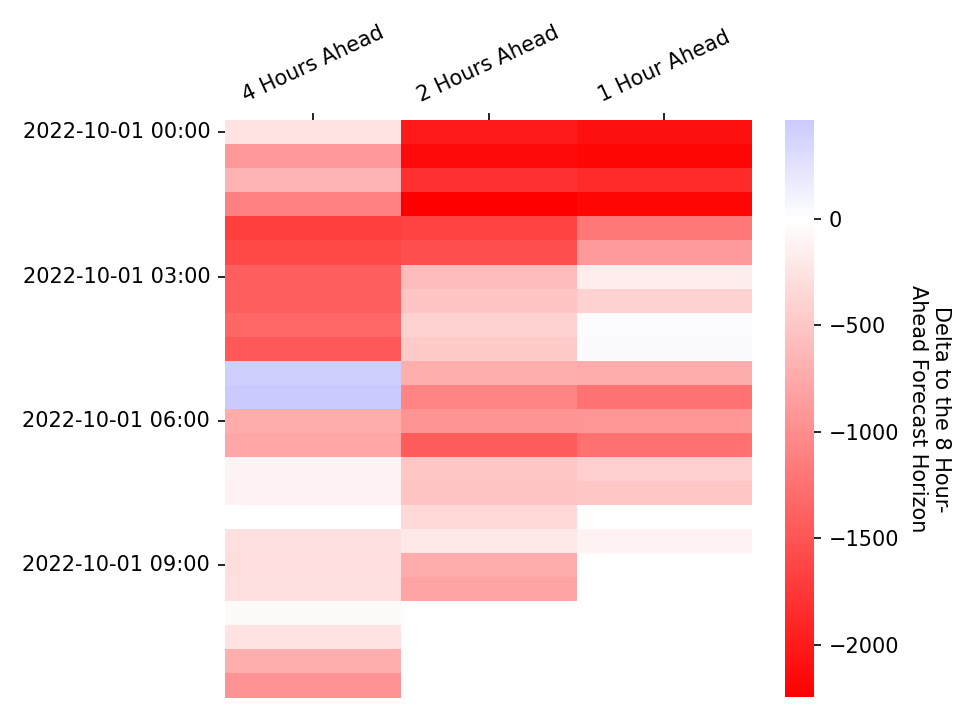 4 Hours Ahead
2 Hours Ahead
1 Hour Ahead
2022-10-01 00:00
2022-10-01 03:00
2022-10-01 06:00
2022-10-01 09:00
0
−500
−1000
−1500
−2000
Delta to the 8 Hour-
Ahead Forecast Horizon